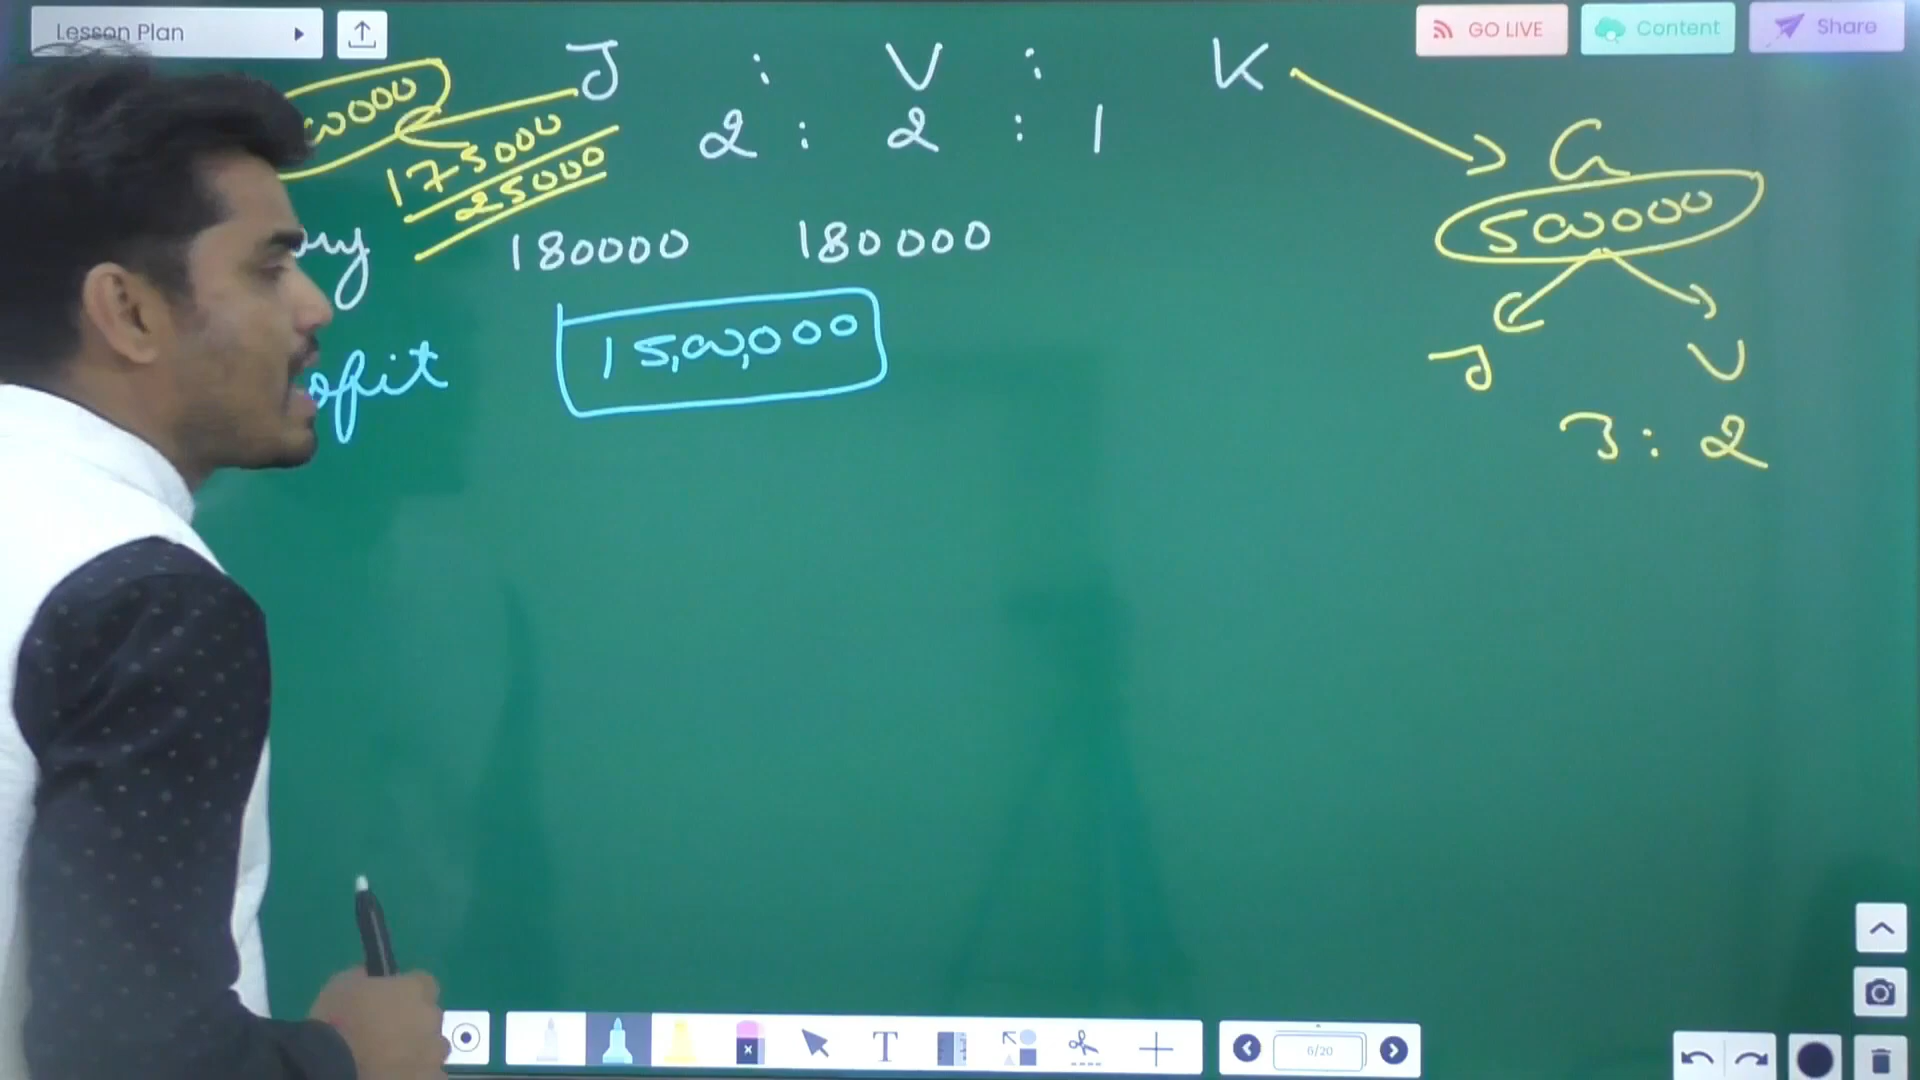 Lesson Plan
GO LIVE
Content
Share
J : V : K
2 : 2 : 1
175000
25000
G
500000
180000 180000
15,00,000
J V
3 : 2
T
6/20